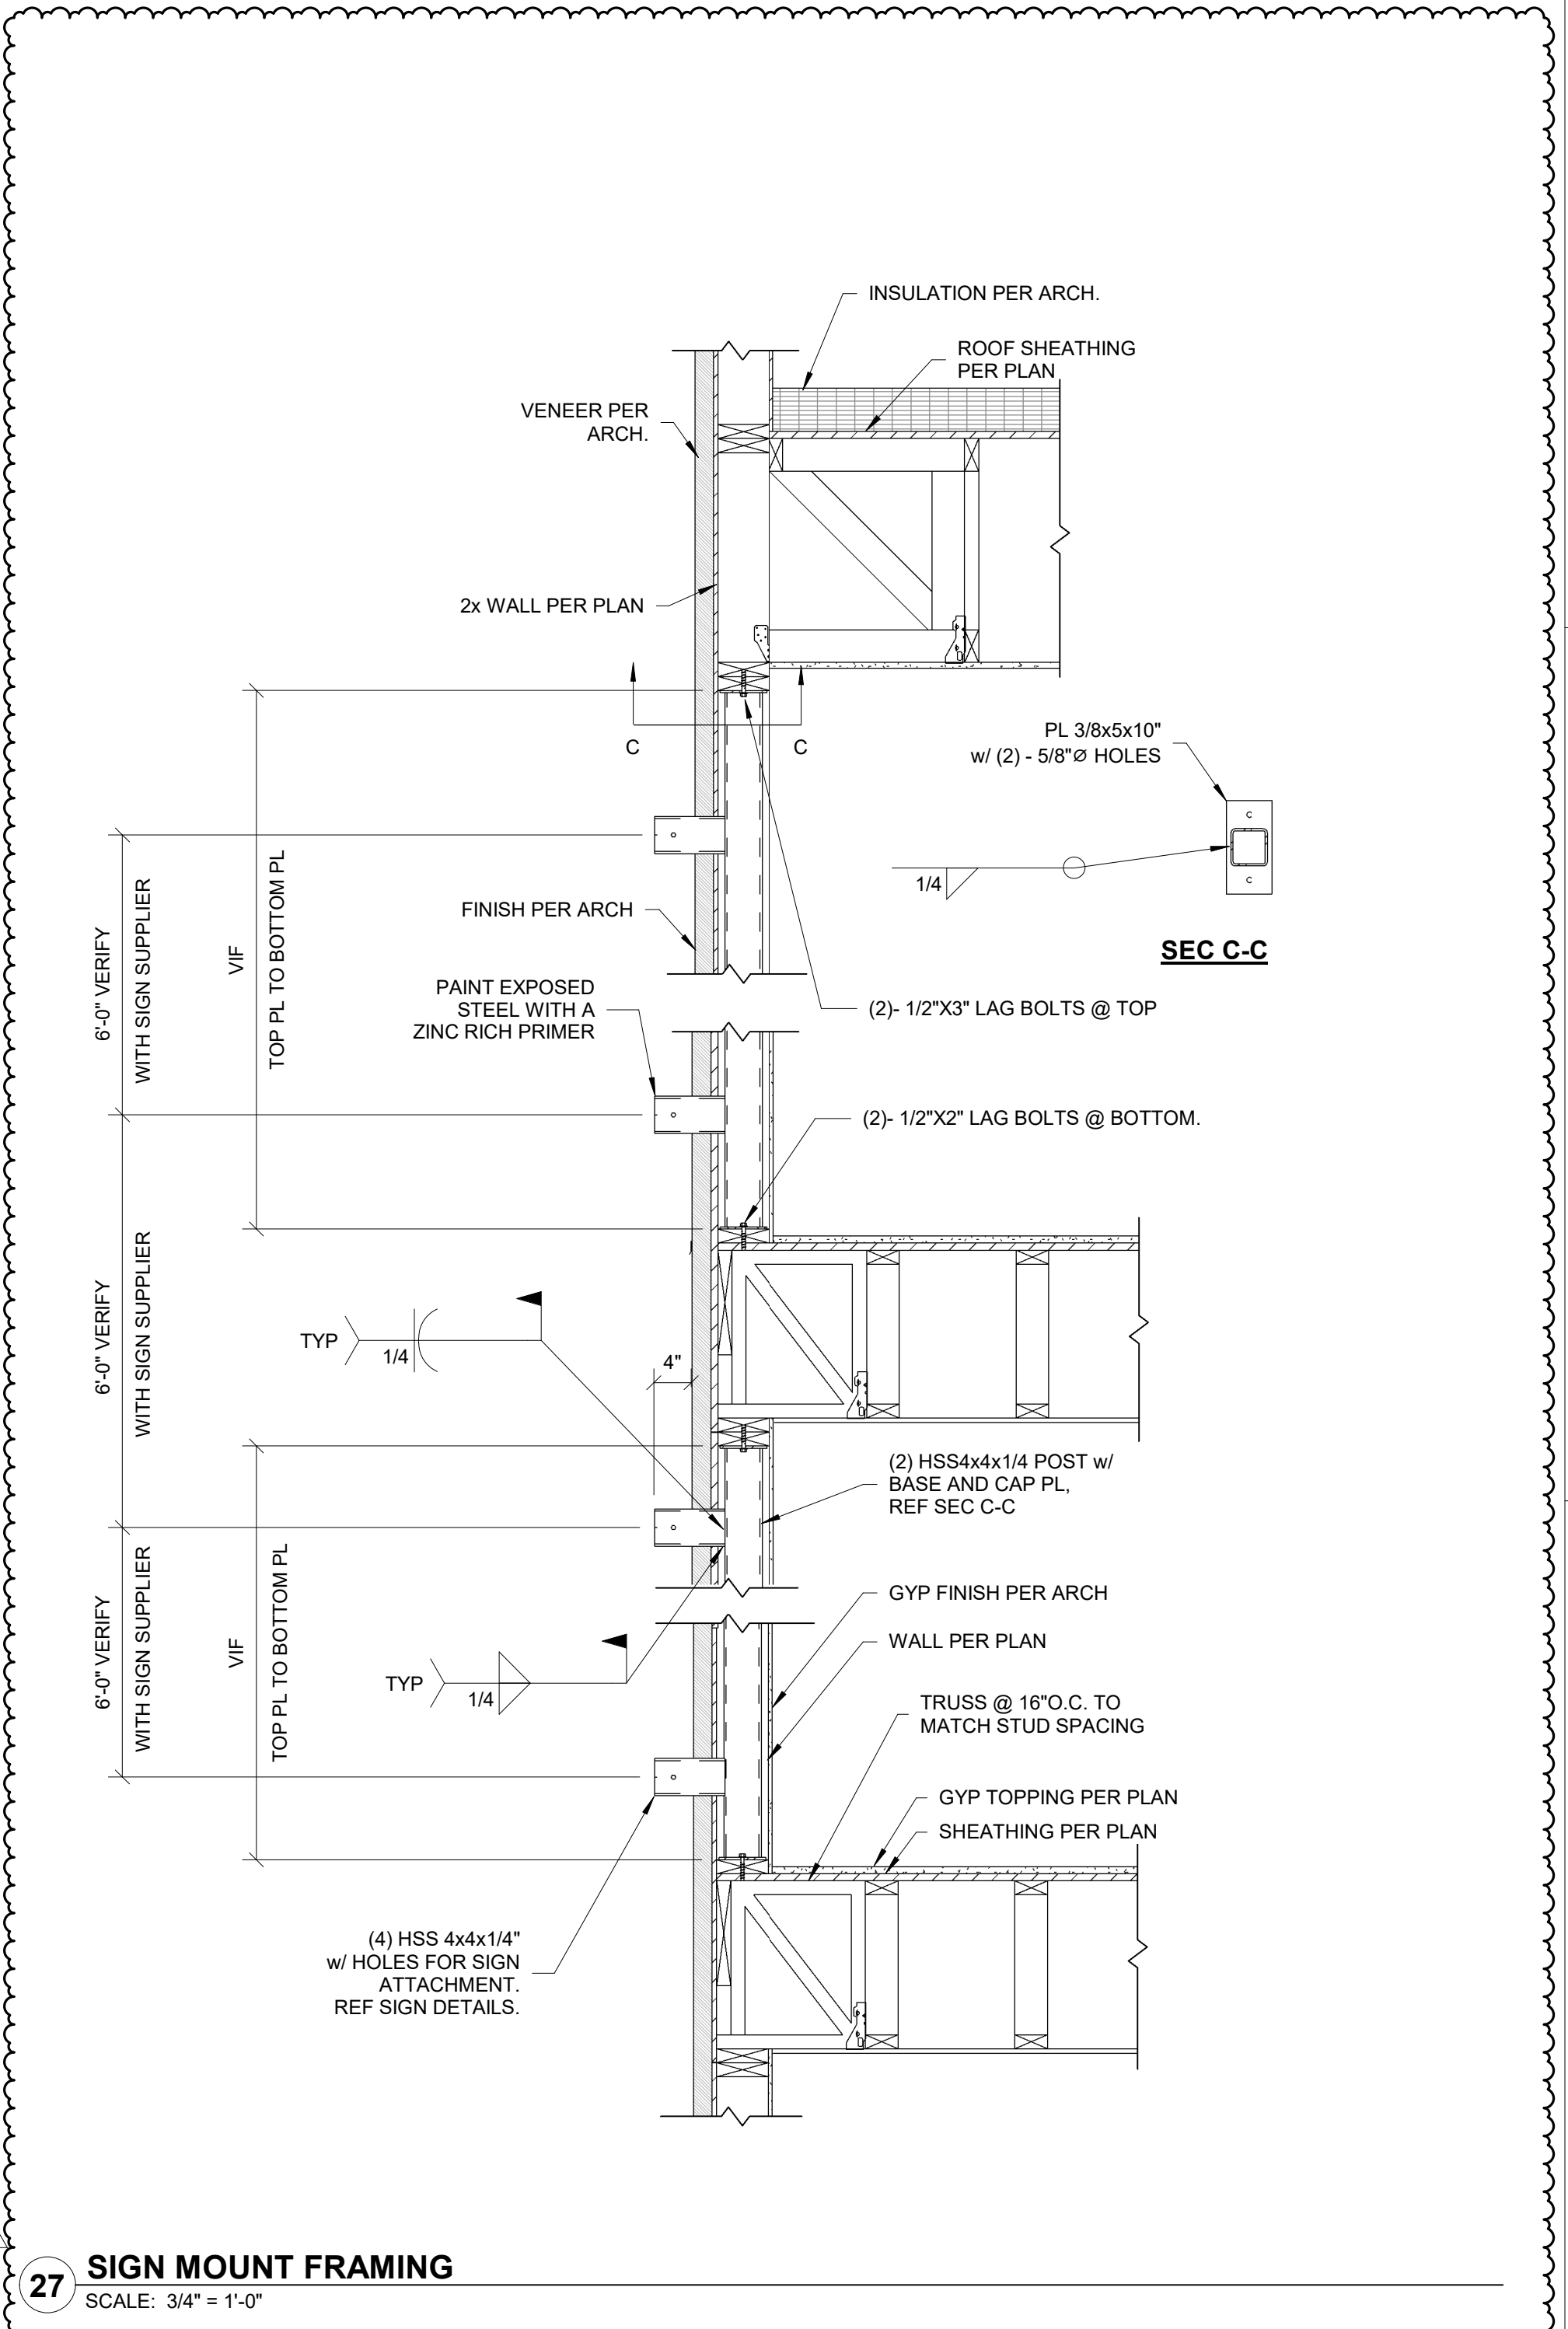 INSULATION PER ARCH.
ROOF SHEATHING
PER PLAN
VENEER PER
ARCH.
2x WALL PER PLAN
C
C
PL 3/8x5x10"
w/ (2) - 5/8"∅ HOLES
C
C
1/4
SEC C-C
FINISH PER ARCH
PAINT EXPOSED
STEEL WITH A
ZINC RICH PRIMER
(2)- 1/2"X3" LAG BOLTS @ TOP
(2)- 1/2"X2" LAG BOLTS @ BOTTOM.
6'-0" VERIFY
WITH SIGN SUPPLIER
VIF
TOP PL TO BOTTOM PL
6'-0" VERIFY
WITH SIGN SUPPLIER
TYP
1/4
4"
(2) HSS4x4x1/4 POST w/
BASE AND CAP PL,
REF SEC C-C
6'-0" VERIFY
WITH SIGN SUPPLIER
VIF
TOP PL TO BOTTOM PL
GYP FINISH PER ARCH
WALL PER PLAN
TYP
1/4
TRUSS @ 16"O.C. TO
MATCH STUD SPACING
GYP TOPPING PER PLAN
SHEATHING PER PLAN
(4) HSS 4x4x1/4"
w/ HOLES FOR SIGN
ATTACHMENT.
REF SIGN DETAILS.
27
SIGN MOUNT FRAMING
SCALE: 3/4" = 1'-0"